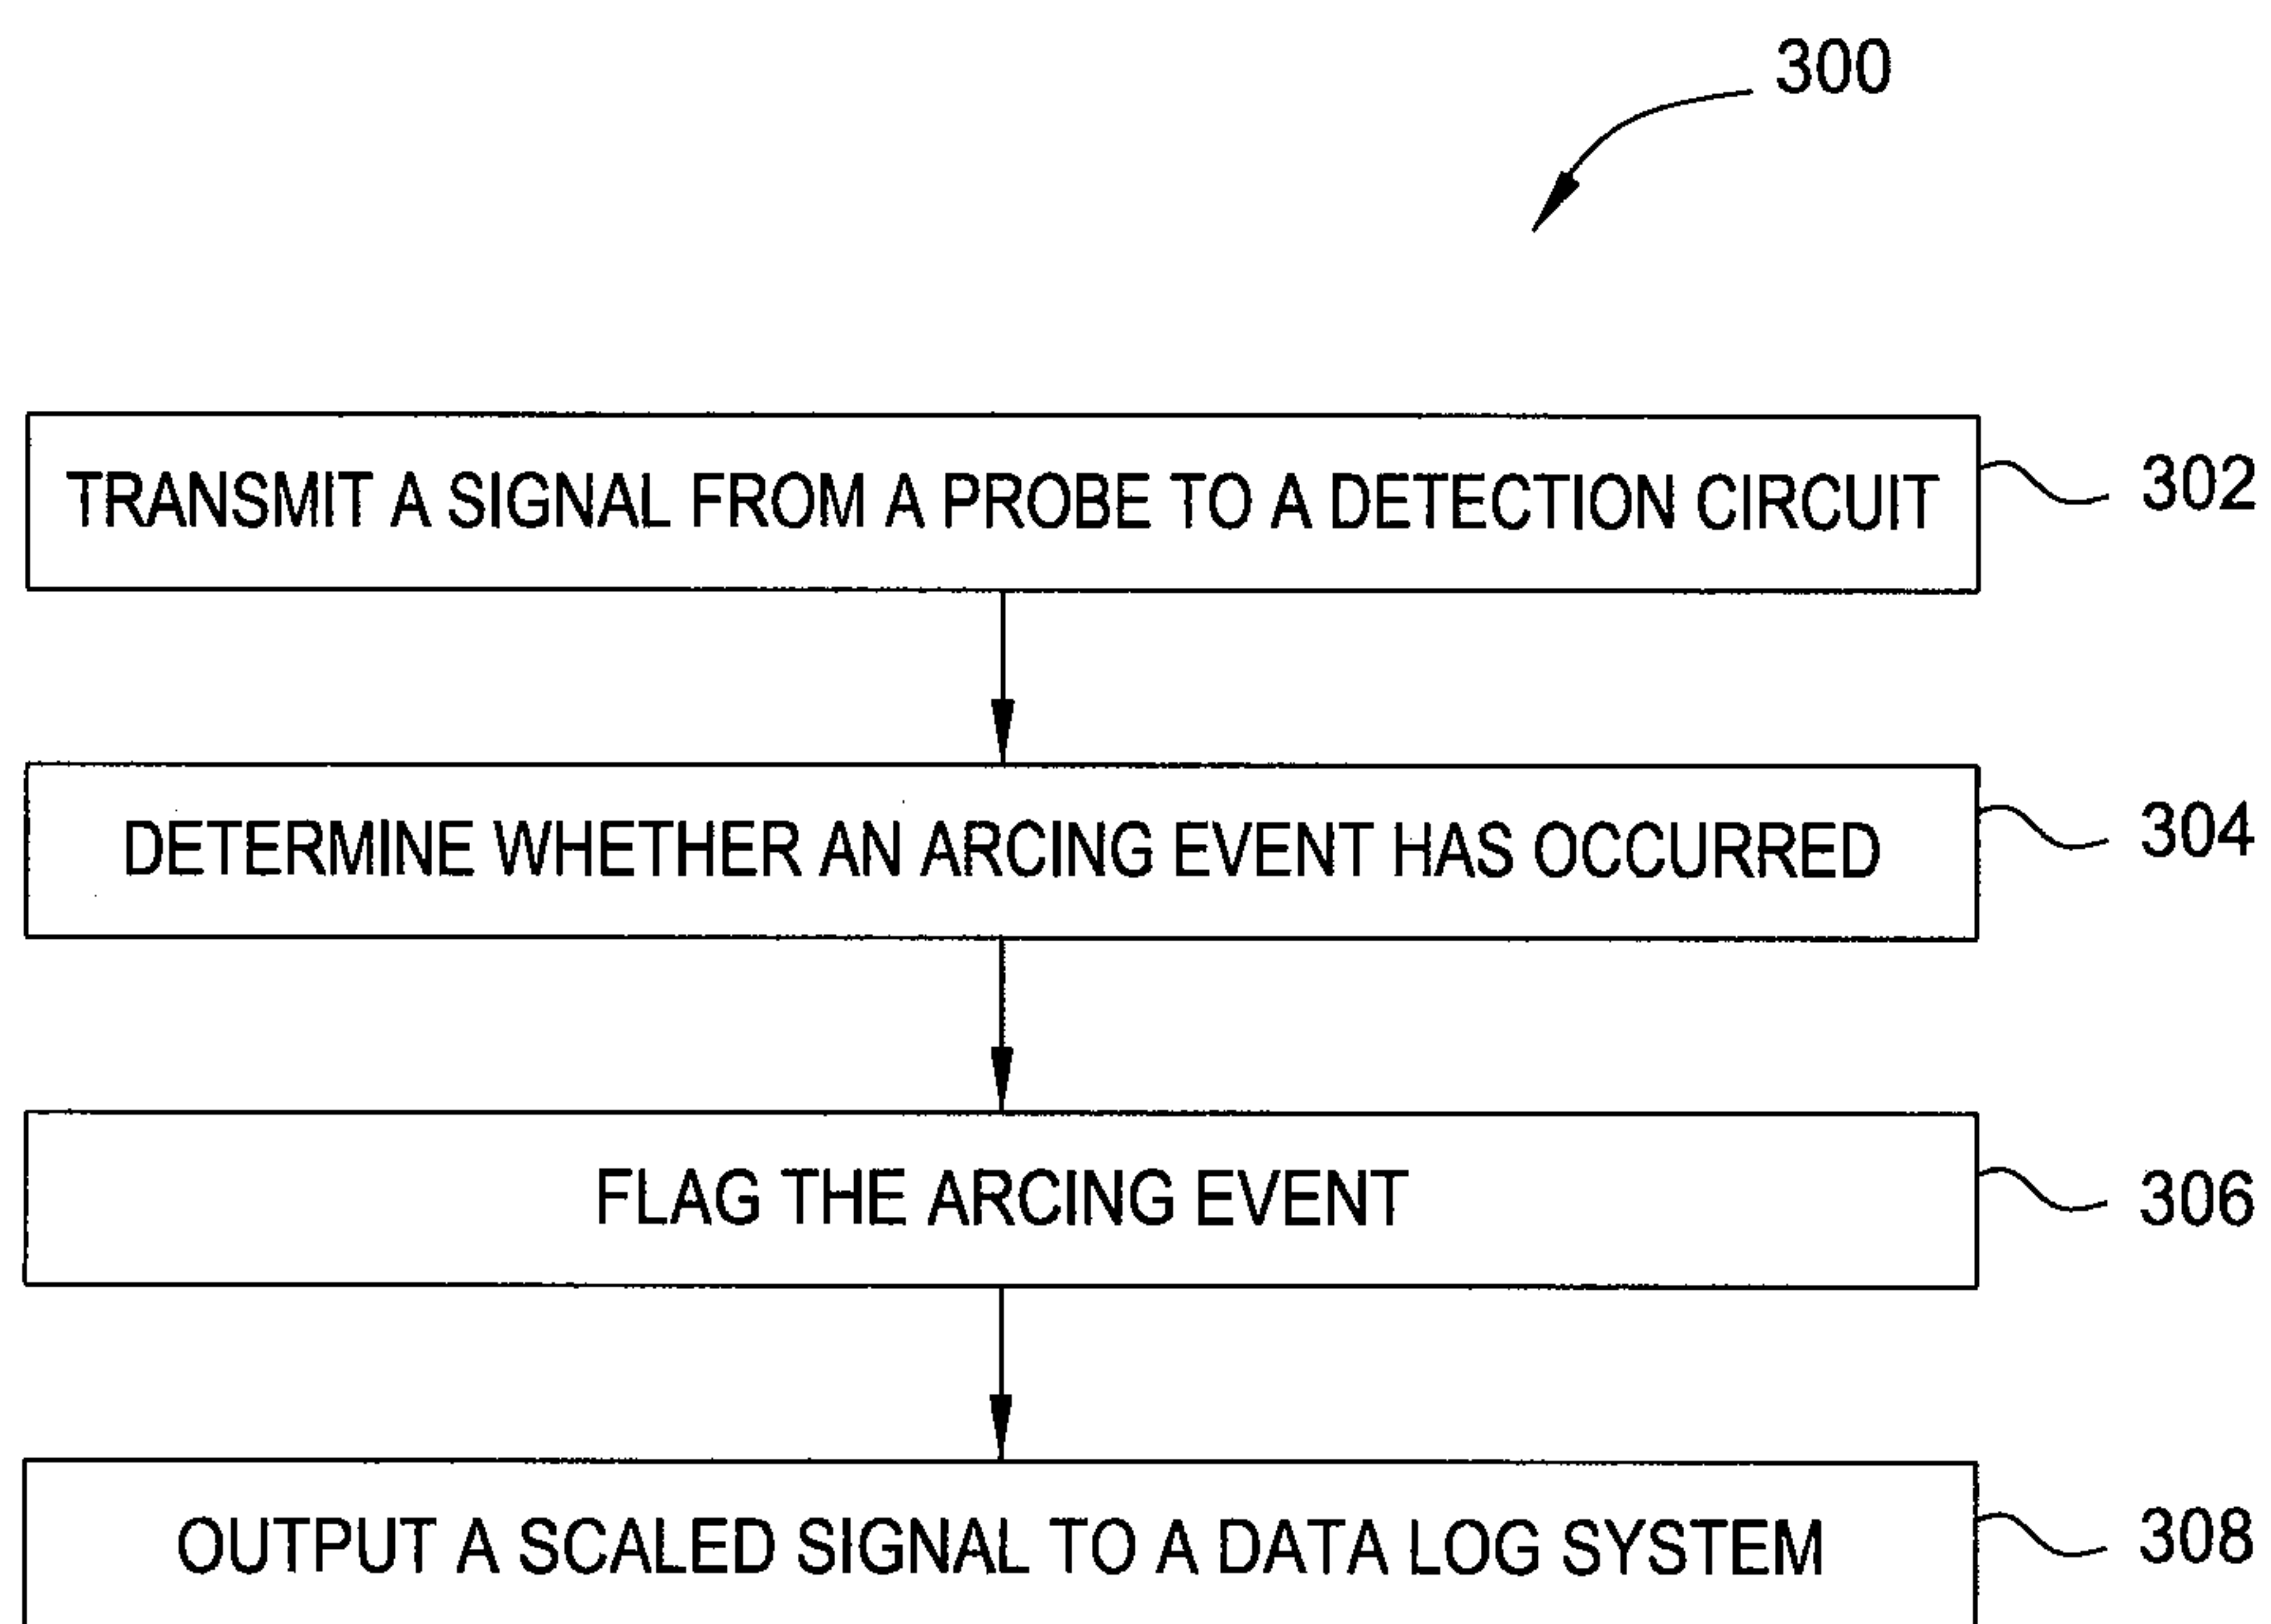 300
TRANSMIT A SIGNAL FROM A PROBE TO A DETECTION CIRCUIT
302
DETERMINE WHETHER AN ARCING EVENT HAS OCCURRED
304
FLAG THE ARCING EVENT
306
OUTPUT A SCALED SIGNAL TO A DATA LOG SYSTEM
308